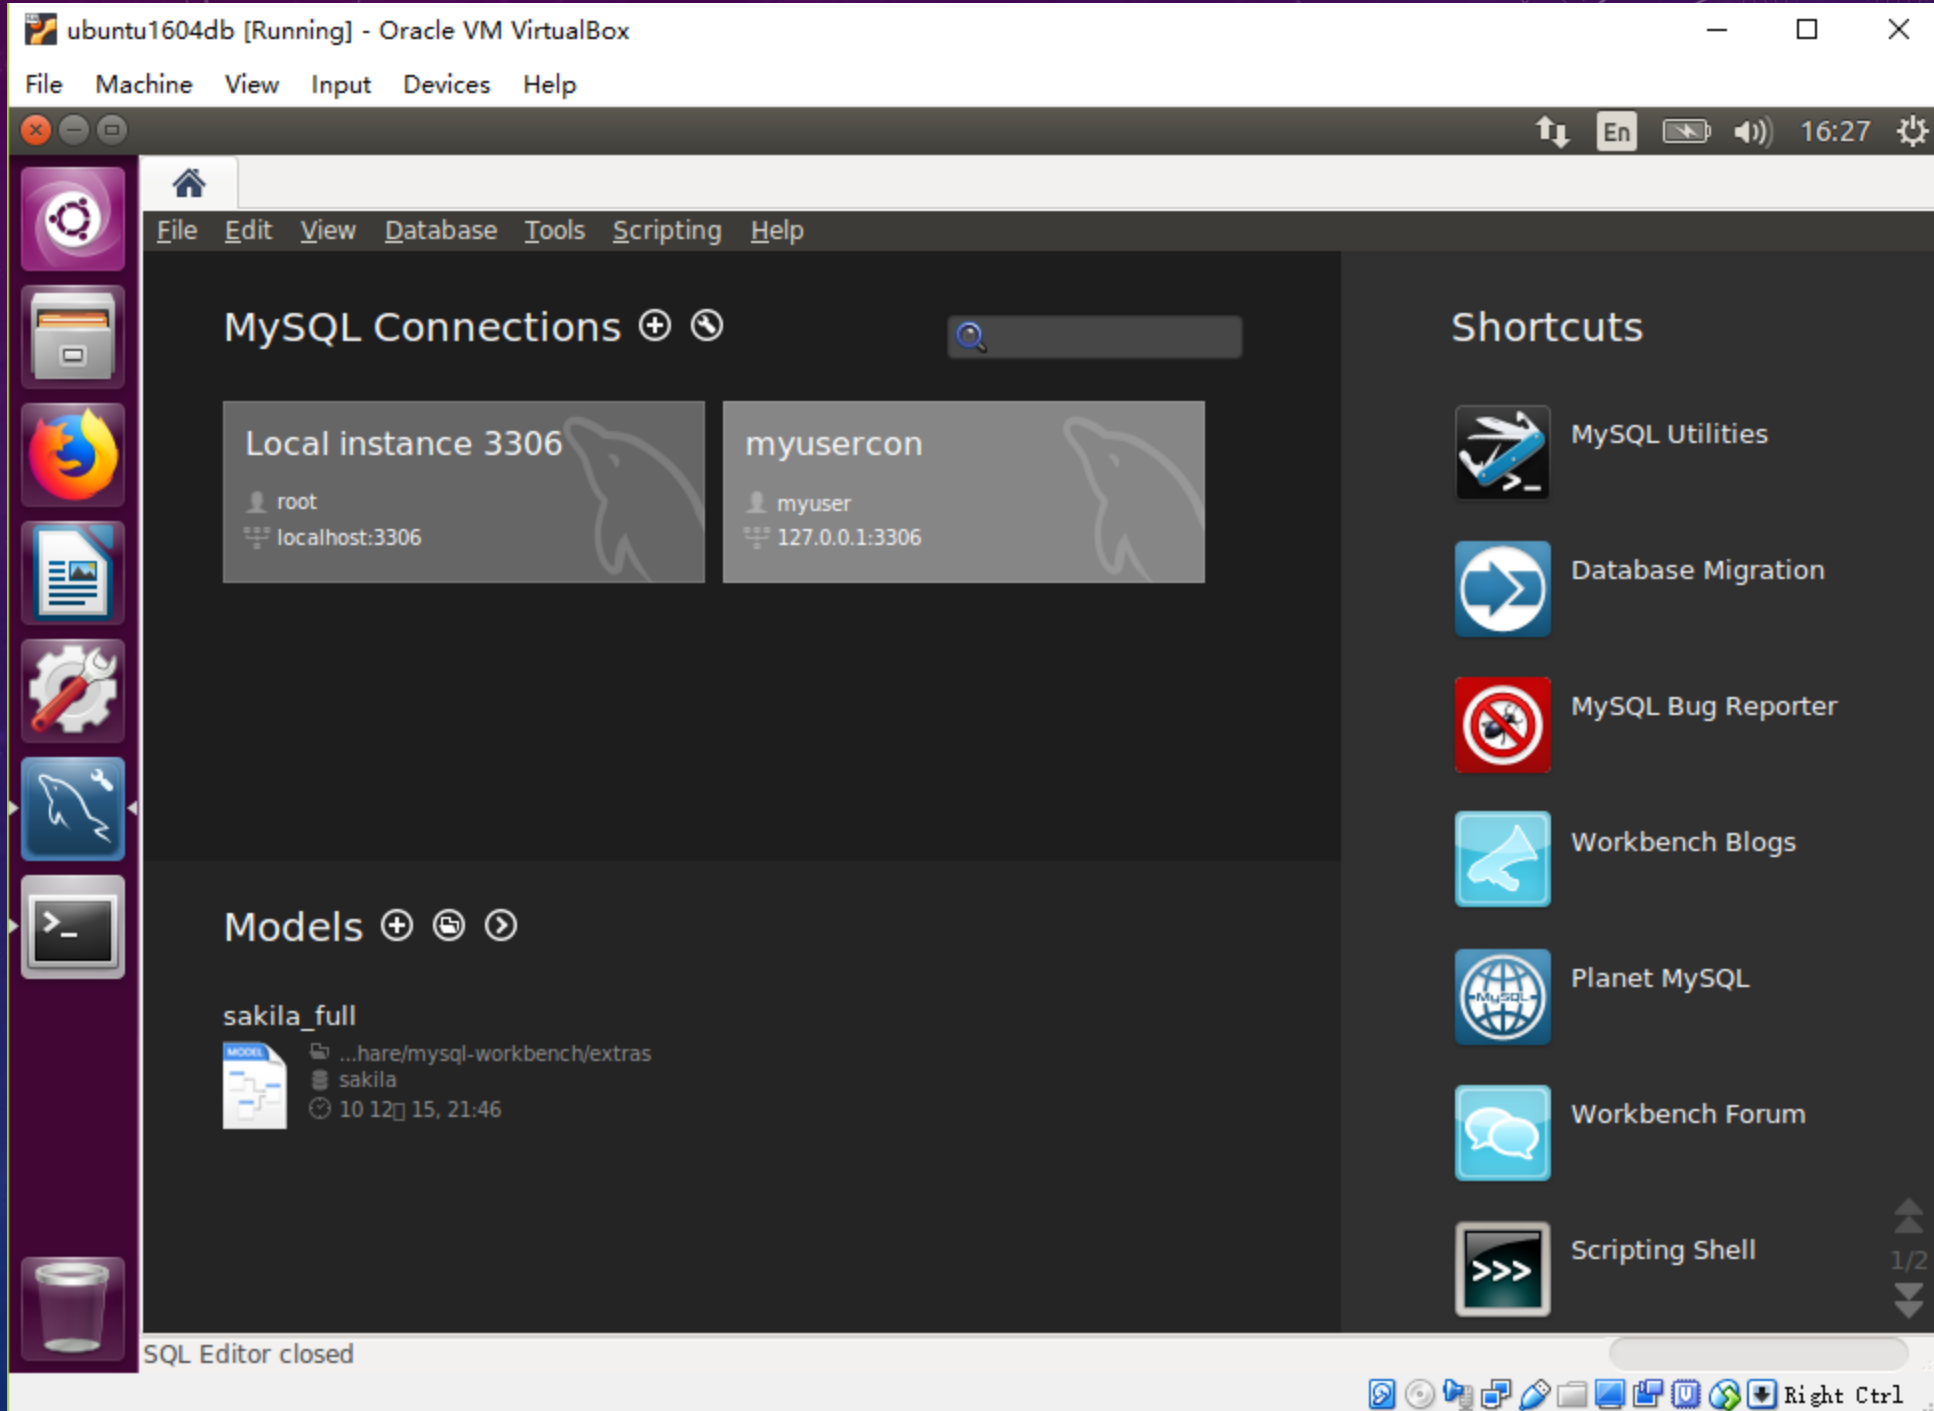 ubuntu1604db [Running] - Oracle VM VirtualBox
File Machine View Input Devices Help
En 16:27
File Edit View Database Tools Scripting Help
MySQL Connections
Shortcuts
Local instance 3306
root
localhost:3306
myusercon
myuser
127.0.0.1:3306
MySQL Utilities
Database Migration
MySQL Bug Reporter
Workbench Blogs
Planet MySQL
Workbench Forum
Scripting Shell
1/2
Models
sakila_full
MODEL
...hare/mysql-workbench/extras
sakila
10 12▯ 15, 21:46
SQL Editor closed
Right Ctrl